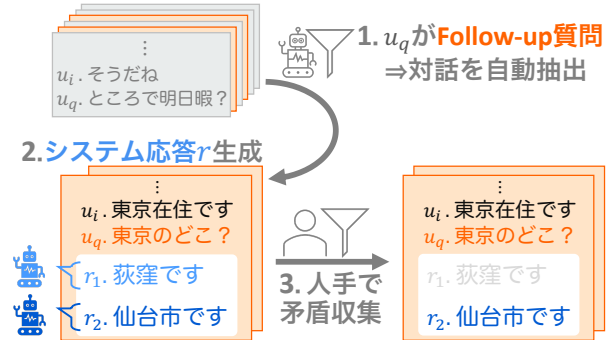 ⋮
u_i . そうだね
u_q . ところで明日暇？
1. u_q がFollow-up質問
⇒対話を自動抽出
2.システム応答r生成
⋮
u_i . 東京在住です
u_q . 東京のどこ？
r_1 . 荻窪です
r_2 . 仙台市です
3. 人手で
矛盾収集
⋮
u_i . 東京在住です
u_q . 東京のどこ？
r_1 . 荻窪です
r_2 . 仙台市です